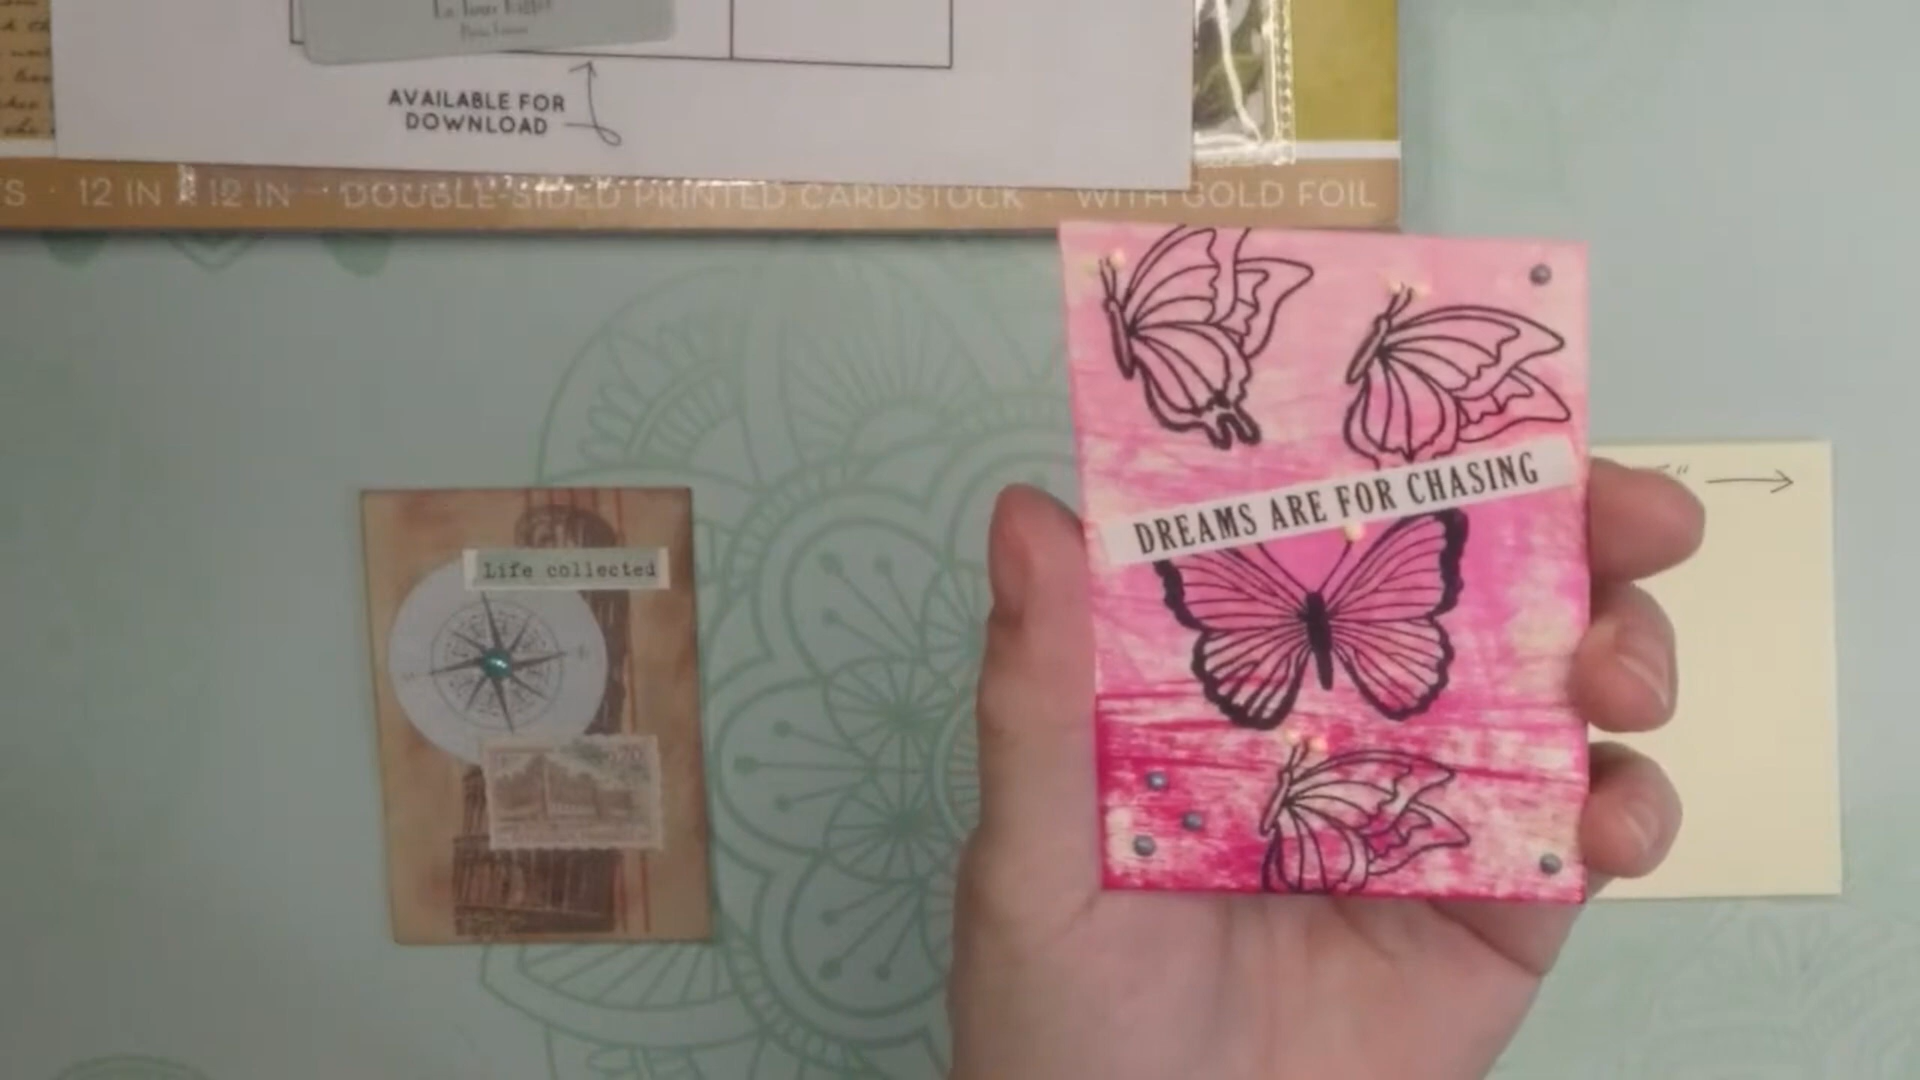 AVAILABLE FOR
DOWNLOAD
12 IN X 12 IN - DOUBLE-SIDED PRINTED CARDSTOCK · WITH GOLD FOIL
DREAMS ARE FOR CHASING
Life collected